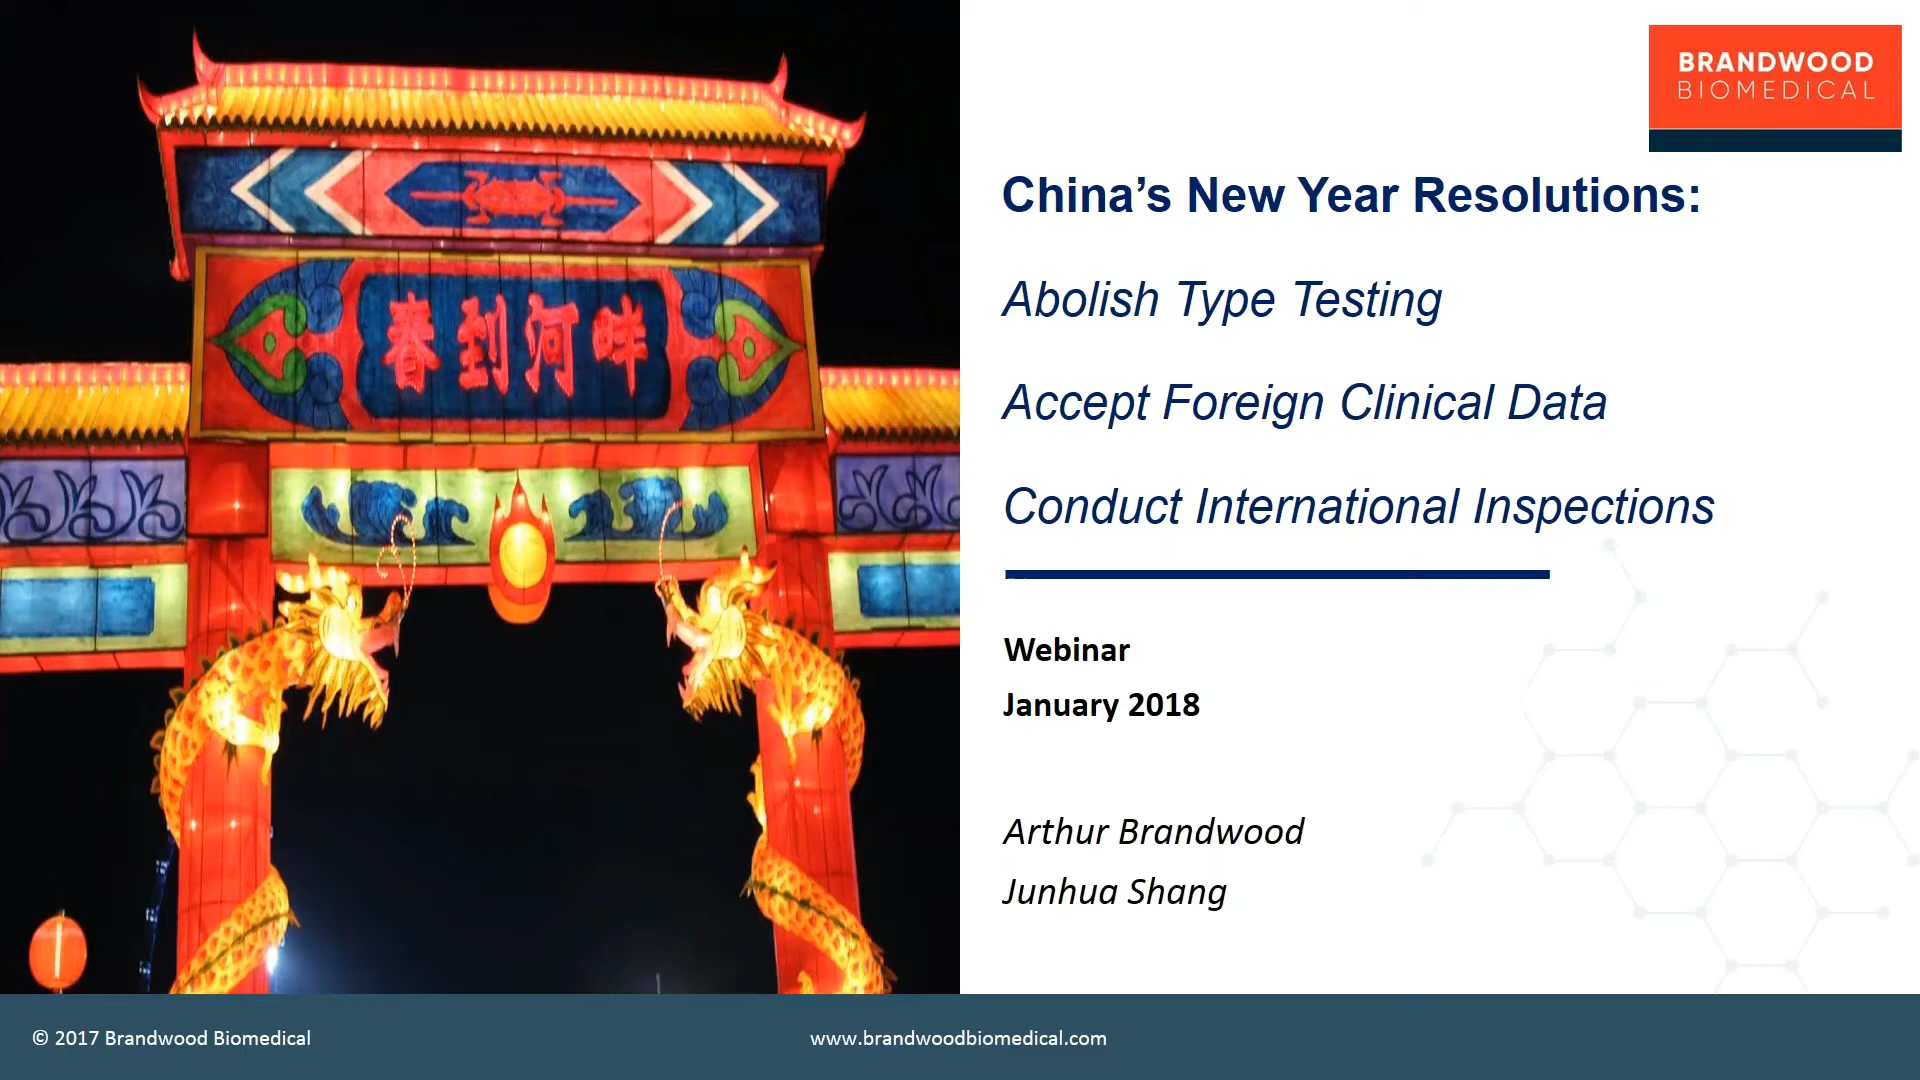 春到河畔
BRANDWOOD
BIOMEDICAL
China’s New Year Resolutions:
Abolish Type Testing
Accept Foreign Clinical Data
Conduct International Inspections
Webinar
January 2018
Arthur Brandwood
Junhua Shang
© 2017 Brandwood Biomedical
www.brandwoodbiomedical.com